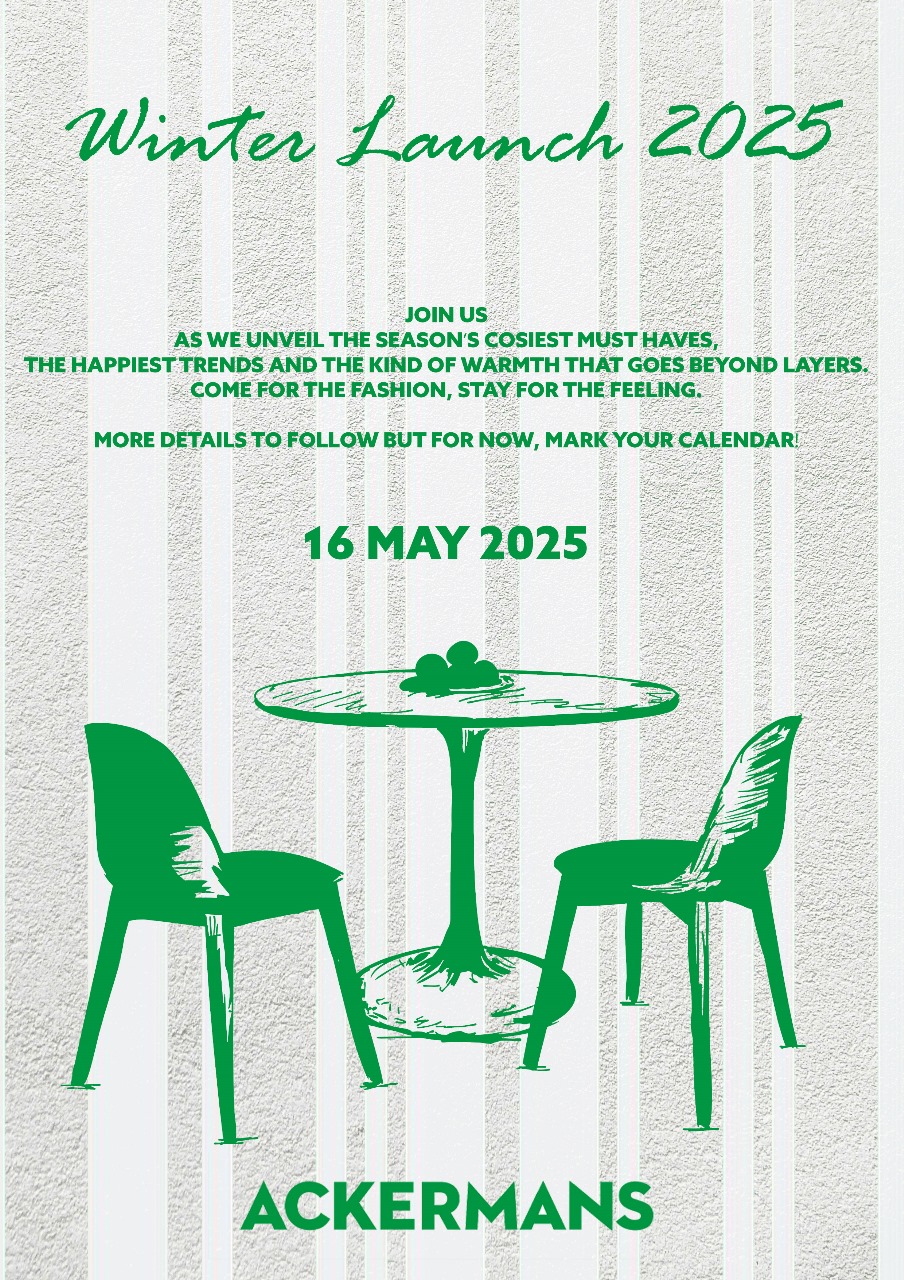 Winter Launch 2025
JOIN US
AS WE UNVEIL THE SEASON'S COSIEST MUST HAVES,
THE HAPPIEST TRENDS AND THE KIND OF WARMTH THAT GOES BEYOND LAYERS.
COME FOR THE FASHION, STAY FOR THE FEELING.
MORE DETAILS TO FOLLOW BUT FOR NOW, MARK YOUR CALENDAR!
16 MAY 2025
ACKERMANS